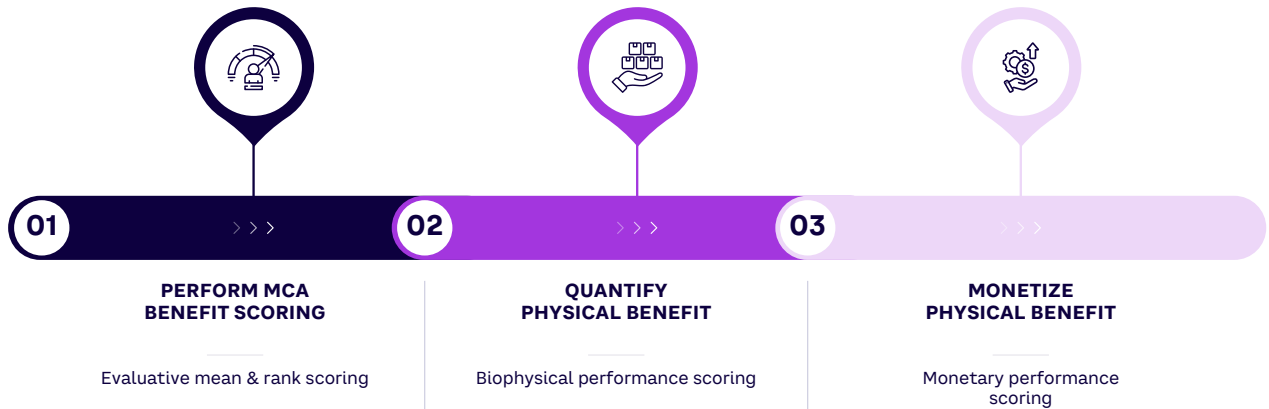 01
02
03
PERFORM MCA
BENEFIT SCORING
Evaluative mean & rank scoring
QUANTIFY
PHYSICAL BENEFIT
Biophysical performance scoring
MONETIZE
PHYSICAL BENEFIT
Monetary performance
scoring